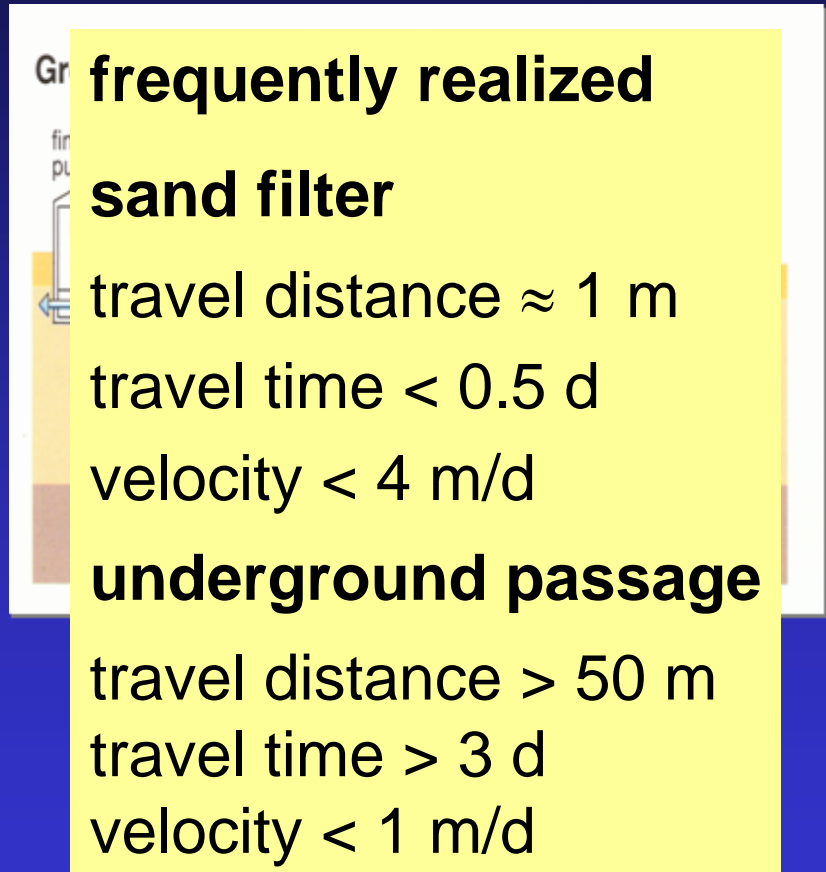 Gr
frequently realized
sand filter
travel distance ≈ 1 m
travel time < 0.5 d
velocity < 4 m/d
underground passage
travel distance > 50 m
travel time > 3 d
velocity < 1 m/d